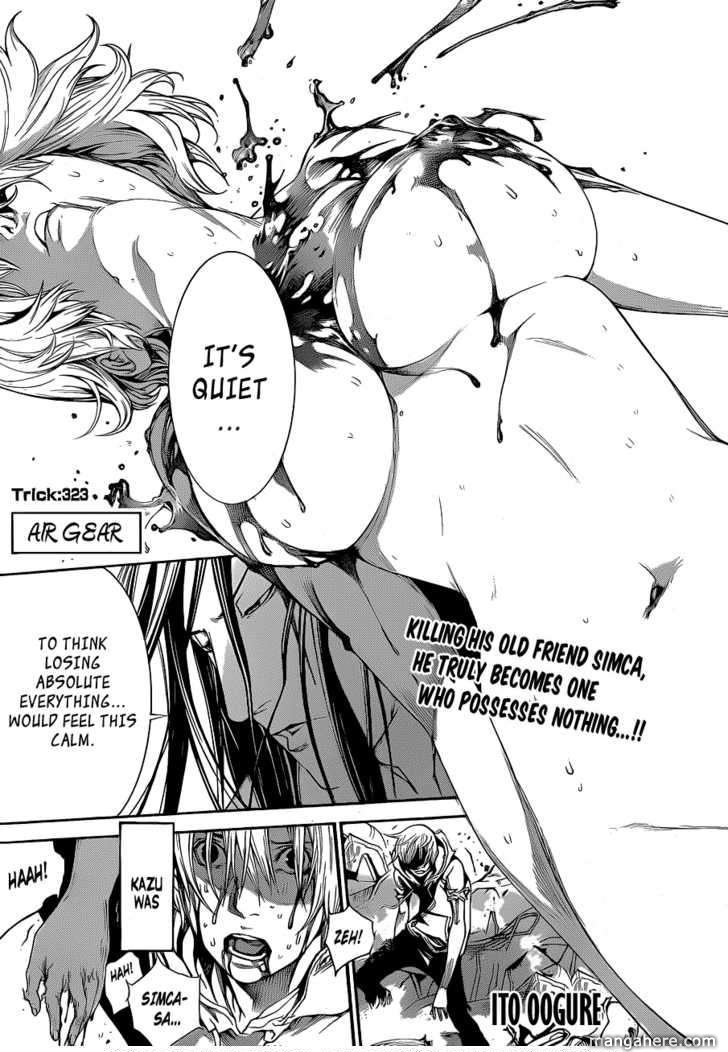 IT'S
QUIET
...
Trick:323
AIR GEAR
KILLING HIS OLD FRIEND SIMCA,
HE TRULY BECOMES ONE
WHO POSSESSES NOTHING...!!
TO THINK
LOSING
ABSOLUTE
EVERYTHING...
WOULD FEEL THIS
CALM.
HAAH!
KAZU
WAS
HAH!
SIMCA-
SA...
ZEH!
ITO OOGURE
mangahere.com